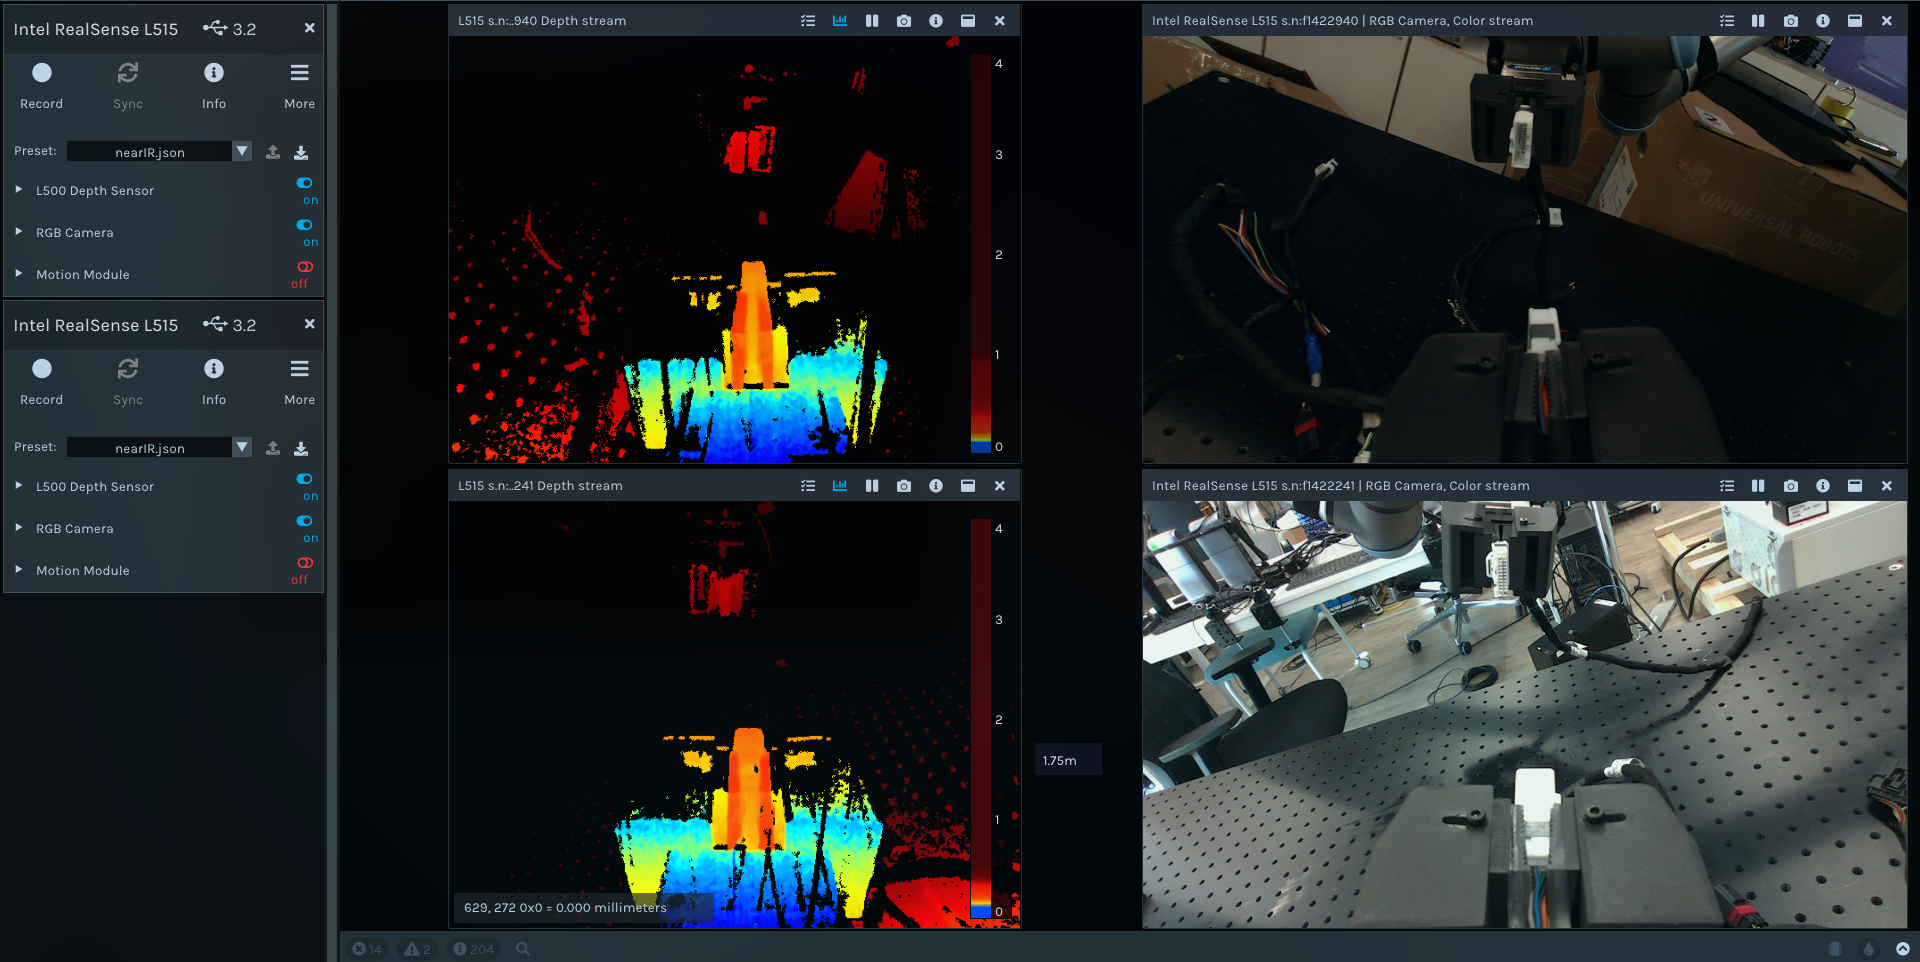 Intel RealSense L515 3.2
Record Sync Info More
Preset: nearIR.json
L500 Depth Sensor on
RGB Camera on
Motion Module off
Intel RealSense L515 3.2
Record Sync Info More
Preset: nearIR.json
L500 Depth Sensor on
RGB Camera on
Motion Module off
L515 s.n:..940 Depth stream
4
3
2
1
0
Intel RealSense L515 s.n:f1422940 | RGB Camera, Color stream
2
UNIVERSAL ROBOTS
L515 s.n:..241 Depth stream
4
3
2
1
0
629, 272 0x0 = 0.000 millimeters
1.75m
Intel RealSense L515 s.n:f1422241 | RGB Camera, Color stream
14 2 204